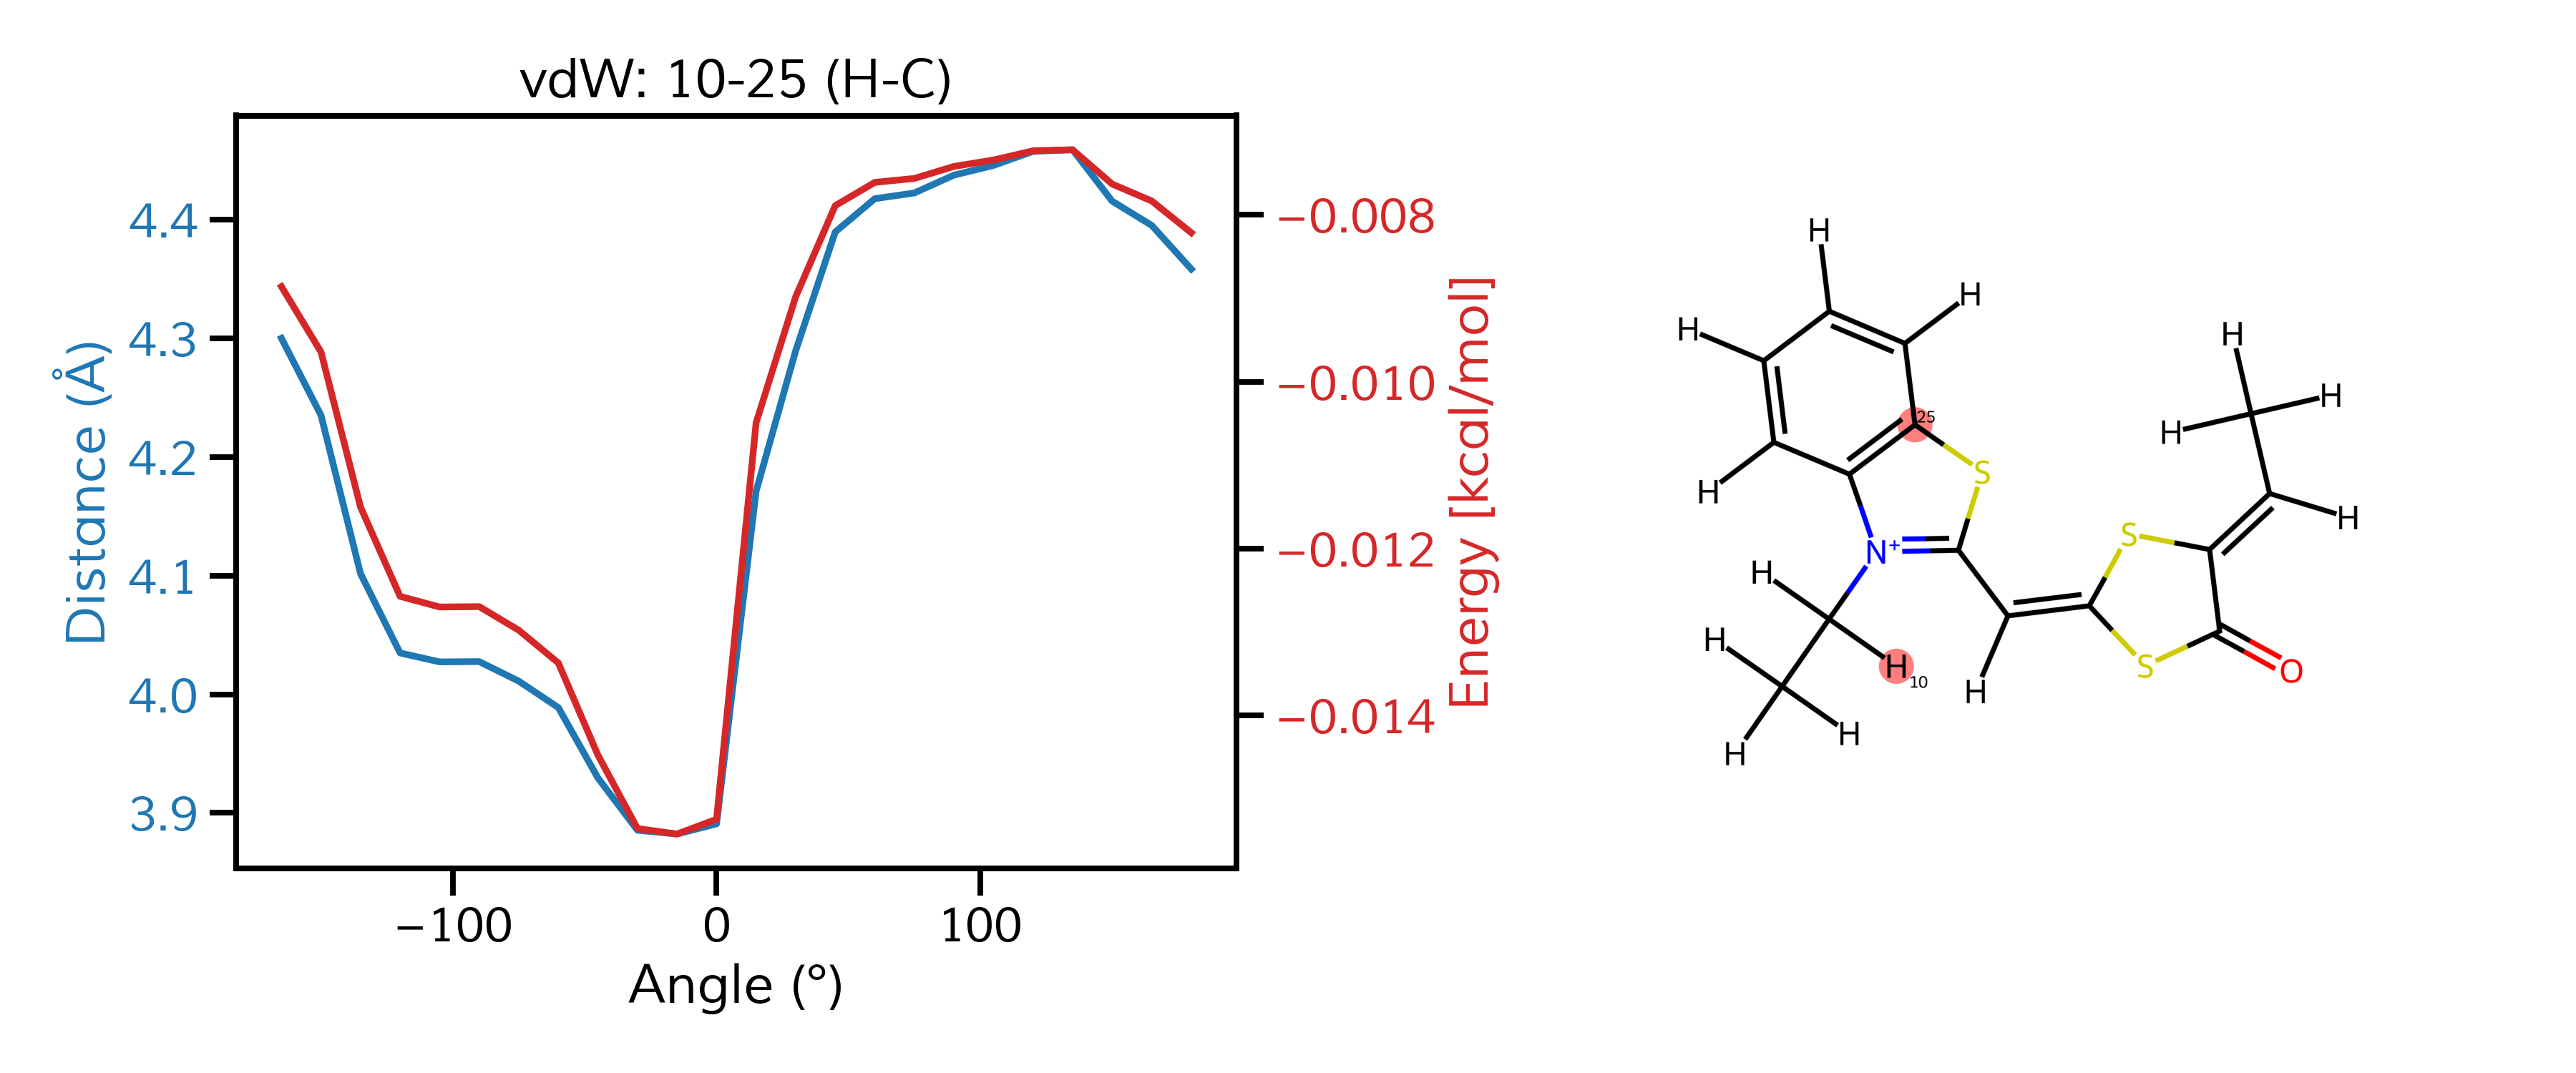 vdW: 10-25 (H-C)
4.4
4.3
4.2
4.1
4.0
3.9
Distance (Å)
−0.008
−0.010
−0.012
−0.014
Energy [kcal/mol]
−100
0
100
Angle (°)
H
H
H
H
H
H
25
H
S
H
S
H
N⁺
H
H
H
10
S
O
H
H
H